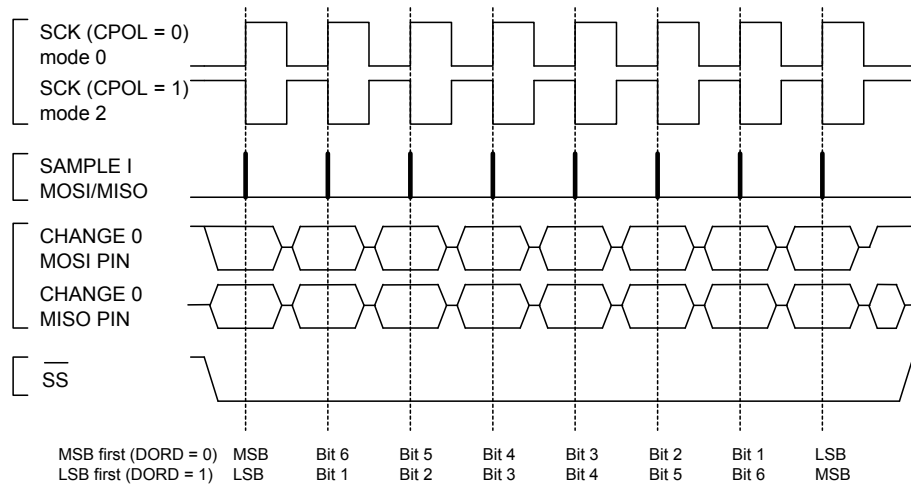 SCK (CPOL = 0)
mode 0
SCK (CPOL = 1)
mode 2
SAMPLE I
MOSI/MISO
CHANGE 0
MOSI PIN
CHANGE 0
MISO PIN
SS
MSB first (DORD = 0) MSB Bit 6 Bit 5 Bit 4 Bit 3 Bit 2 Bit 1 LSB
LSB first (DORD = 1) LSB Bit 1 Bit 2 Bit 3 Bit 4 Bit 5 Bit 6 MSB